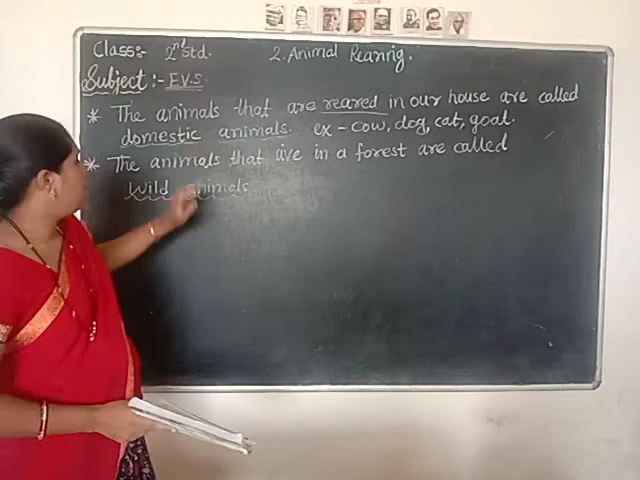 Class:- 2nd Std. 2. Animal Rearing.
Subject :- E.V.S
* The animals that are reared in our house are called
domestic animals. ex - cow, dog, cat, goat.
* The animals that live in a forest are called
Wild animals